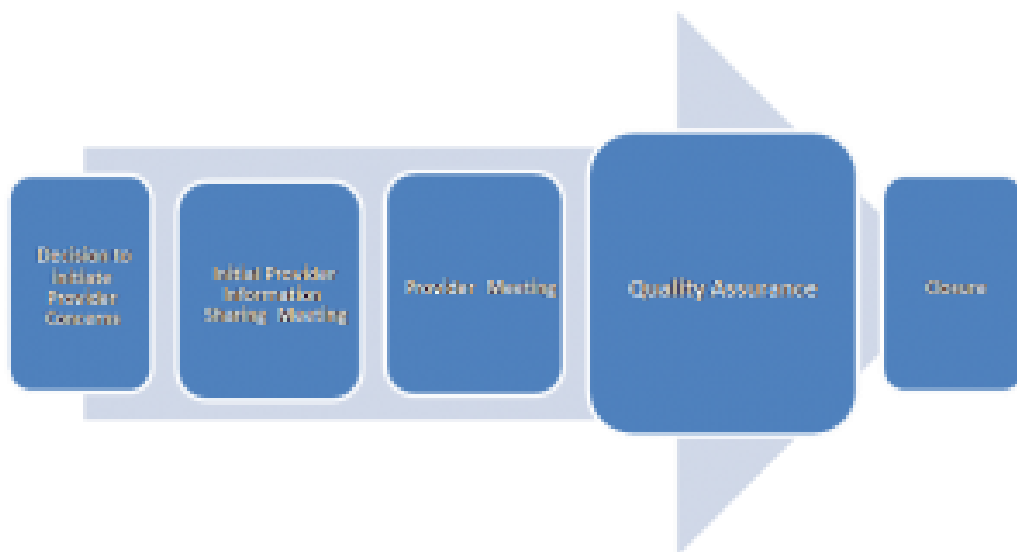 Decision to
Initiate
Provider
Concerns
Initial Provider
Information
Sharing Meeting
Provider Meeting
Quality Assurance
Closure